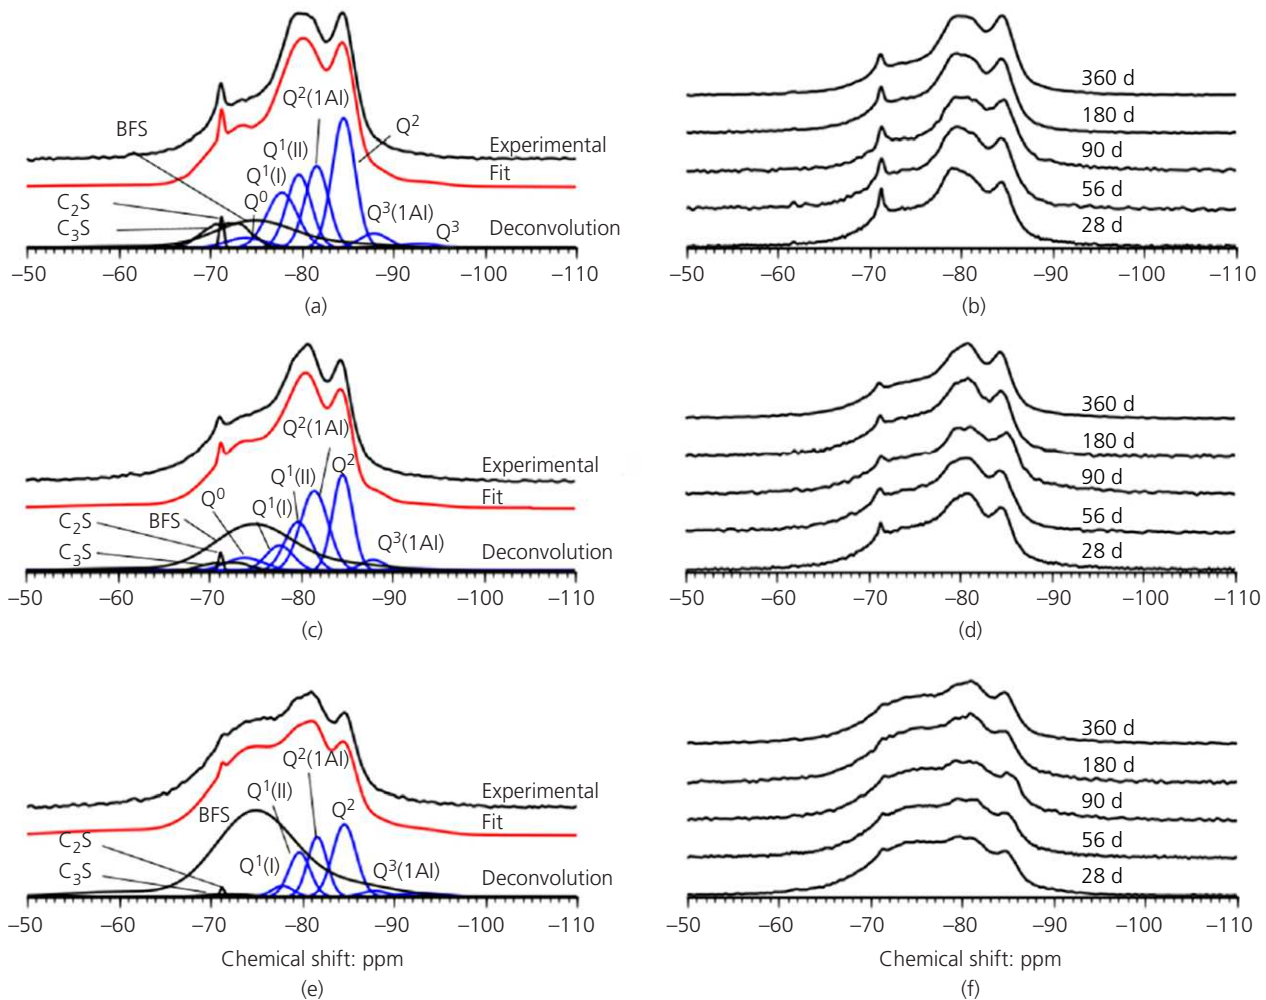 Q²(1Al)
BFS
Q²
Experimental
Q¹(II)
Fit
Q¹(I)
C₂S
Q⁰
Q³(1Al)
C₃S
Q³
Deconvolution
–50 –60 –70 –80 –90 –100 –110
(a)
360 d
180 d
90 d
56 d
28 d
–50 –60 –70 –80 –90 –100 –110
(b)
Q²(1Al)
Experimental
Q¹(II)
Q²
Fit
Q⁰
Q¹(I)
C₂S
BFS
Q³(1Al)
C₃S
Deconvolution
–50 –60 –70 –80 –90 –100 –110
(c)
360 d
180 d
90 d
56 d
28 d
–50 –60 –70 –80 –90 –100 –110
(d)
Q²(1Al)
Experimental
Q¹(II)
BFS
Q²
Fit
C₂S
Q¹(I)
Q³(1Al)
C₃S
Deconvolution
–50 –60 –70 –80 –90 –100 –110
Chemical shift: ppm
(e)
360 d
180 d
90 d
56 d
28 d
–50 –60 –70 –80 –90 –100 –110
Chemical shift: ppm
(f)